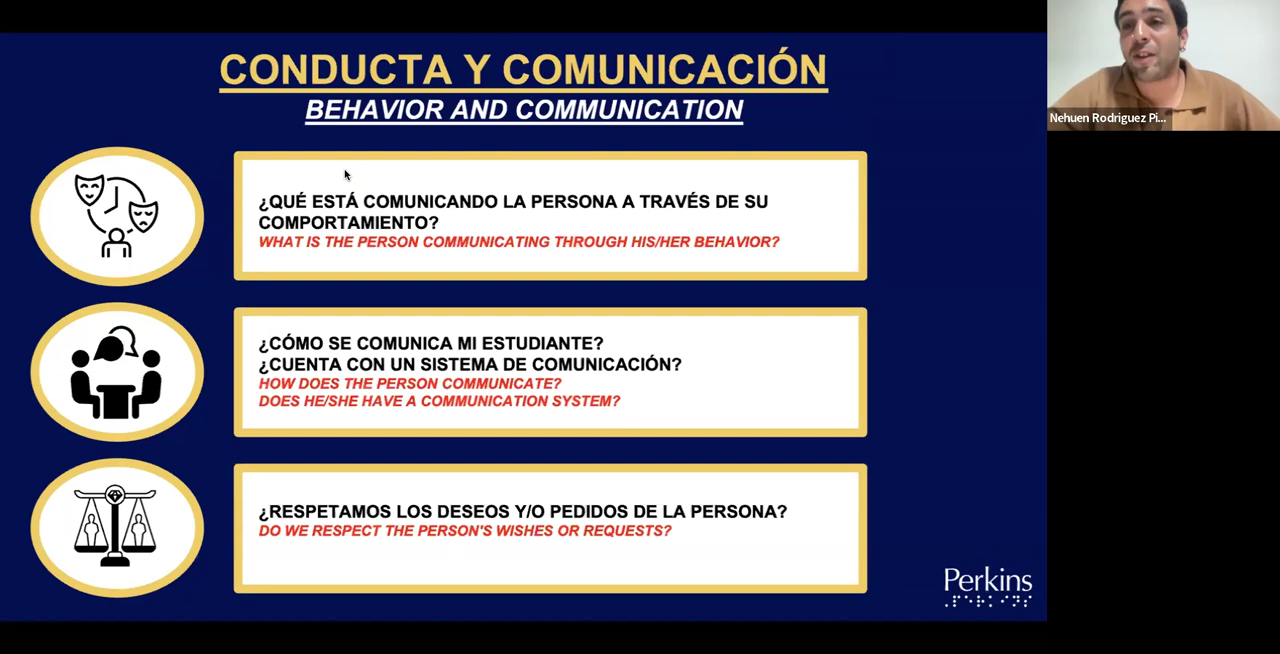 CONDUCTA Y COMUNICACIÓN
BEHAVIOR AND COMMUNICATION
¿QUÉ ESTÁ COMUNICANDO LA PERSONA A TRAVÉS DE SU
COMPORTAMIENTO?
WHAT IS THE PERSON COMMUNICATING THROUGH HIS/HER BEHAVIOR?
¿CÓMO SE COMUNICA MI ESTUDIANTE?
¿CUENTA CON UN SISTEMA DE COMUNICACIÓN?
HOW DOES THE PERSON COMMUNICATE?
DOES HE/SHE HAVE A COMMUNICATION SYSTEM?
¿RESPETAMOS LOS DESEOS Y/O PEDIDOS DE LA PERSONA?
DO WE RESPECT THE PERSON'S WISHES OR REQUESTS?
Perkins
⠠⠏⠑⠗⠅⠊⠝⠎
Nehuen Rodriguez Pi...